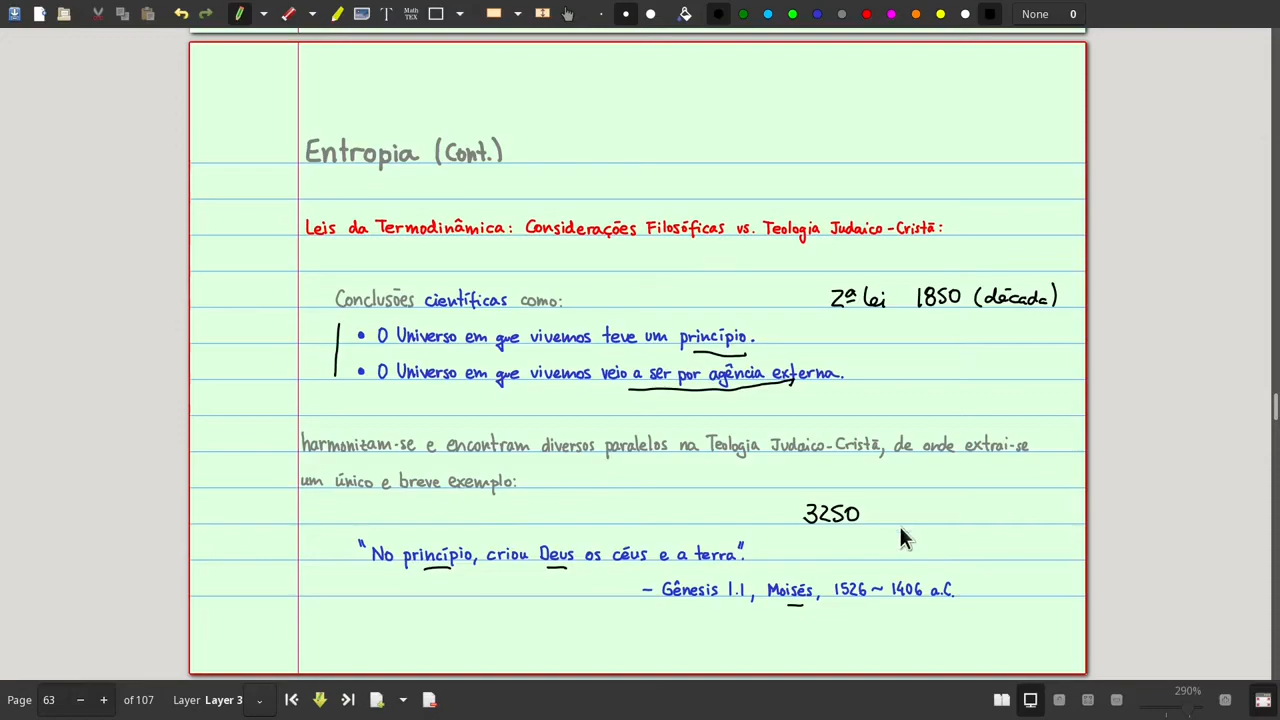 T MATH TEX None 0
Entropia (Cont.)
Leis da Termodinâmica: Considerações Filosóficas vs. Teologia Judaico-Cristã:
Conclusões científicas como: 2ª lei 1850 (década)
• O Universo em que vivemos teve um princípio.
• O Universo em que vivemos veio a ser por agência externa.
harmonizam-se e encontram diversos paralelos na Teologia Judaico-Cristã, de onde extrai-se
um único e breve exemplo:
3250
"No princípio, criou Deus os céus e a terra".
- Gênesis 1.1, Moisés, 1526 ~ 1406 a.C.
Page 63 - + of 107 Layer Layer 3 290%